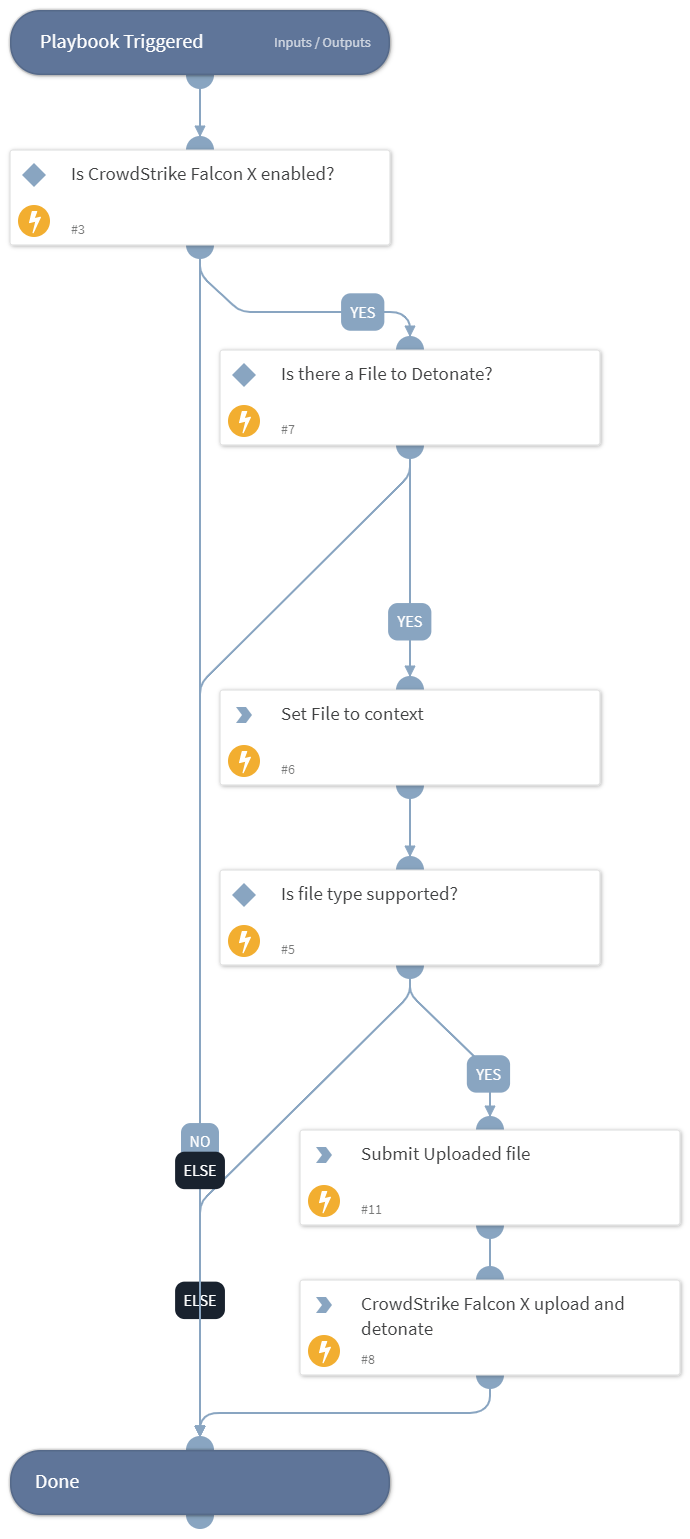 Playbook Triggered
Inputs / Outputs
Is CrowdStrike Falcon X enabled?
#3
YES
Is there a File to Detonate?
#7
YES
Set File to context
#6
Is file type supported?
#5
YES
NO
ELSE
Submit Uploaded file
#11
ELSE
CrowdStrike Falcon X upload and
detonate
#8
Done